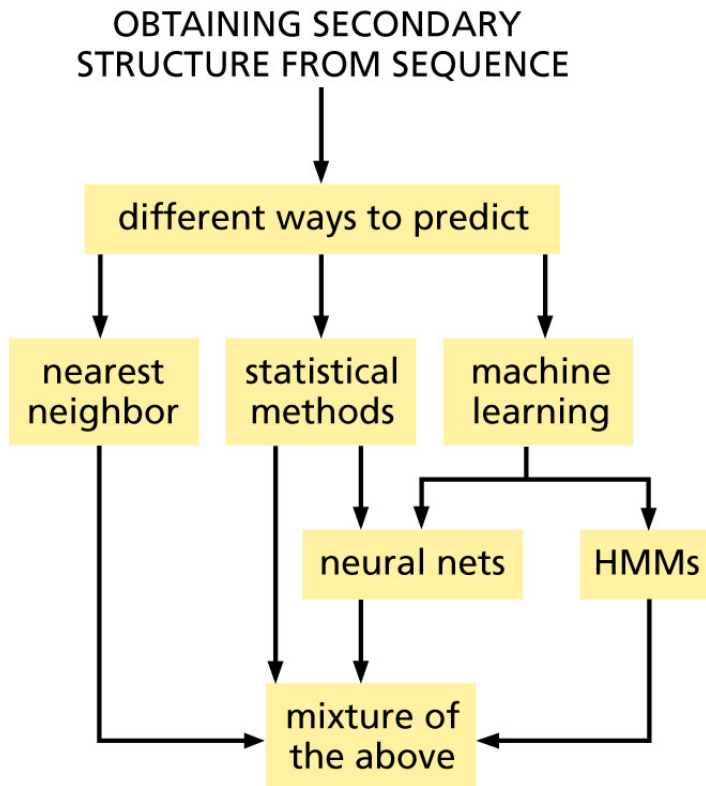 OBTAINING SECONDARY
STRUCTURE FROM SEQUENCE
different ways to predict
nearest
neighbor
statistical
methods
machine
learning
neural nets
HMMs
mixture of
the above